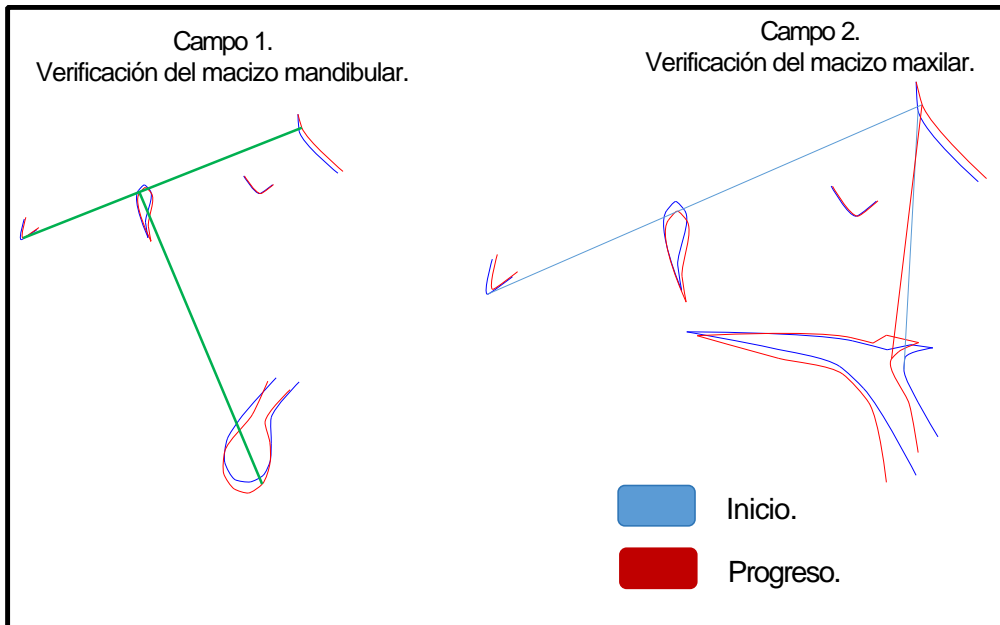 Campo 1.
Verificación del macizo mandibular.
Campo 2.
Verificación del macizo maxilar.
Inicio.
Progreso.